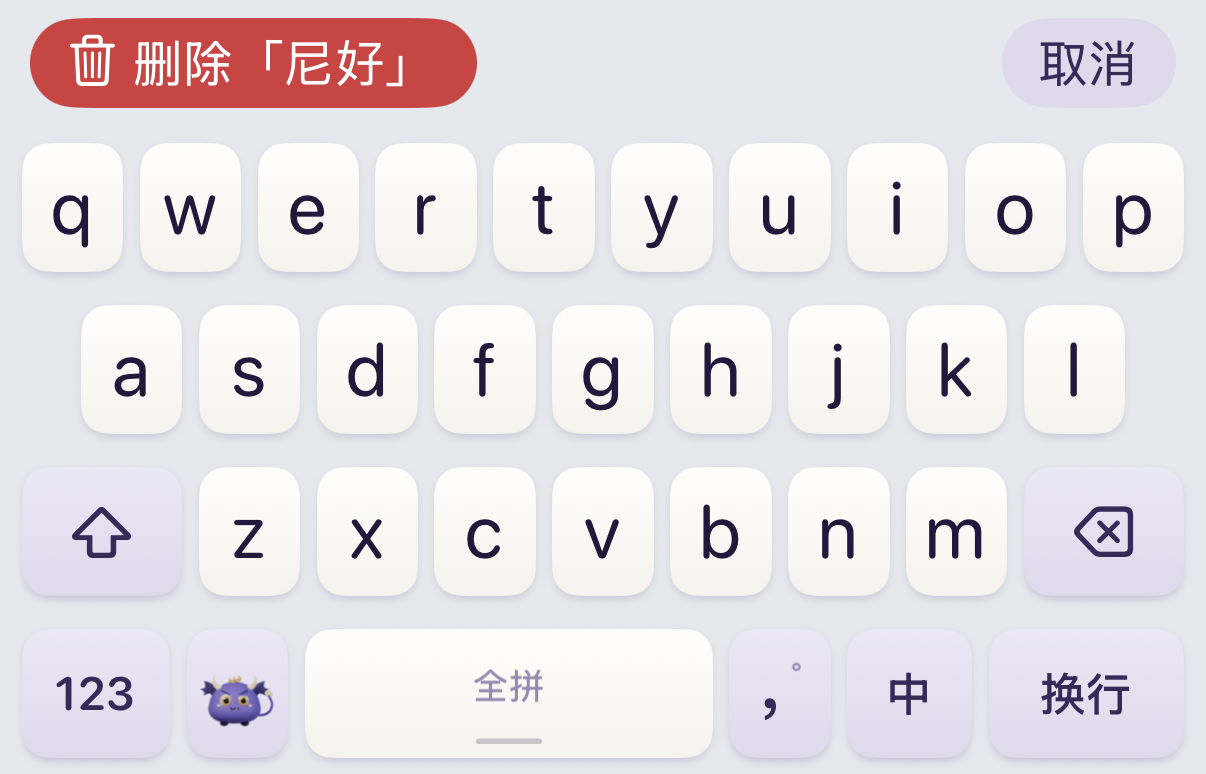 删除「尼好」 取消
q w e r t y u i o p
a s d f g h j k l
z x c v b n m
123 全拼 ，。 中 换行